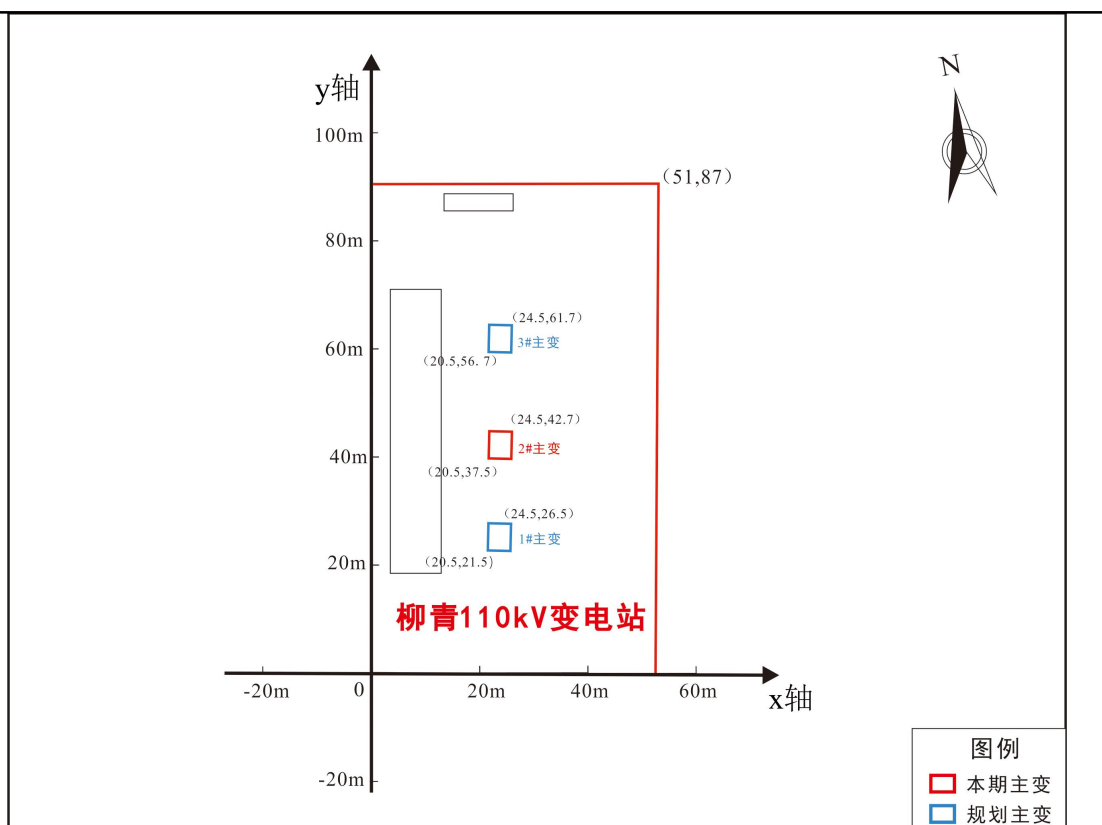 N
y轴
100m
（51,87）
80m
（24.5,61.7）
3#主变
60m
（20.5,56. 7）
（24.5,42.7）
2#主变
40m
（20.5,37.5）
（24.5,26.5）
1#主变
20m
（20.5,21.5）
柳青110kV变电站
-20m
0
20m
40m
60m
x轴
-20m
图例
本期主变
规划主变